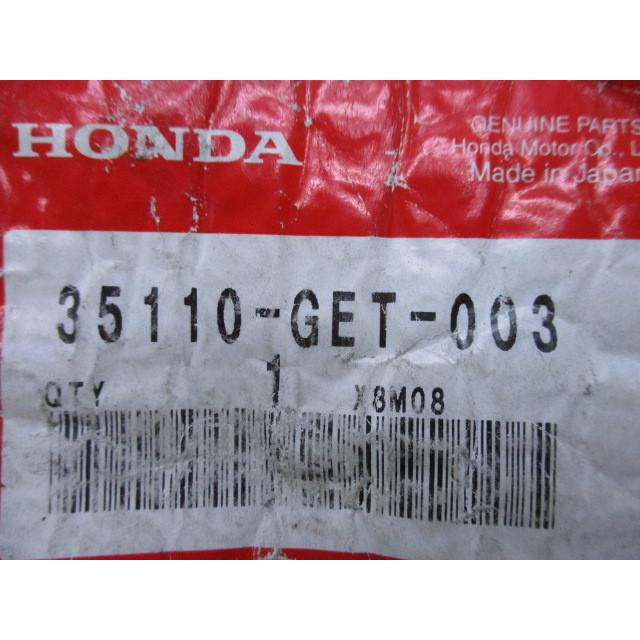 HONDA
GENUINE PARTS
Honda Motor Co., L
Made in Japan
35110-GET-003
QTY 1 X8M08